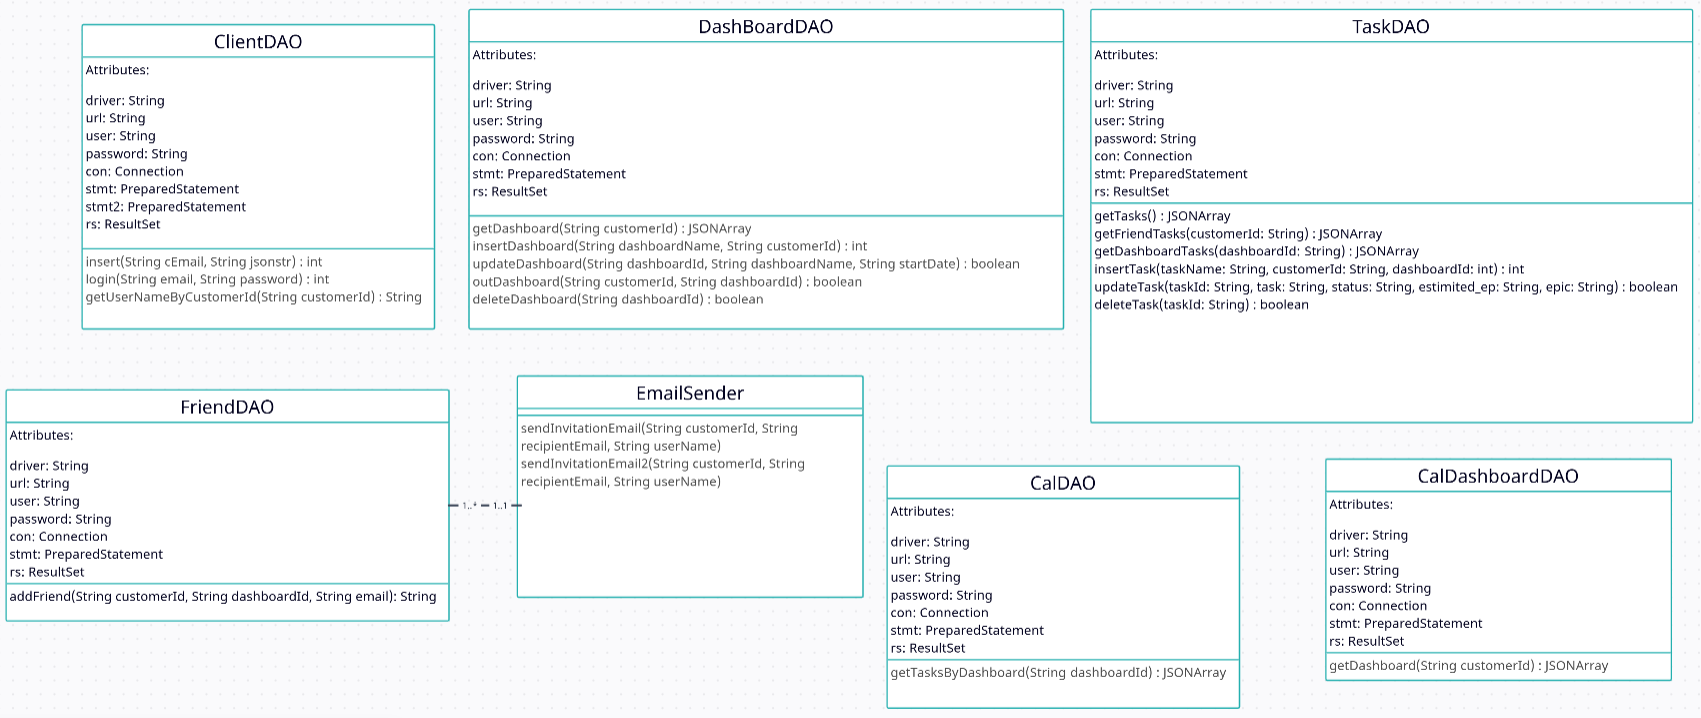 ClientDAO
Attributes:
driver: String
url: String
user: String
password: String
con: Connection
stmt: PreparedStatement
stmt2: PreparedStatement
rs: ResultSet
insert(String cEmail, String jsonstr) : int
login(String email, String password) : int
getUserNameByCustomerId(String customerId) : String
DashBoardDAO
Attributes:
driver: String
url: String
user: String
password: String
con: Connection
stmt: PreparedStatement
rs: ResultSet
getDashboard(String customerId) : JSONArray
insertDashboard(String dashboardName, String customerId) : int
updateDashboard(String dashboardId, String dashboardName, String startDate) : boolean
outDashboard(String customerId, String dashboardId) : boolean
deleteDashboard(String dashboardId) : boolean
TaskDAO
Attributes:
driver: String
url: String
user: String
password: String
con: Connection
stmt: PreparedStatement
rs: ResultSet
getTasks() : JSONArray
getFriendTasks(customerId: String) : JSONArray
getDashboardTasks(dashboardId: String) : JSONArray
insertTask(taskName: String, customerId: String, dashboardId: int) : int
updateTask(taskId: String, task: String, status: String, estimited_ep: String, epic: String) : boolean
deleteTask(taskId: String) : boolean
FriendDAO
Attributes:
driver: String
url: String
user: String
password: String
con: Connection
stmt: PreparedStatement
rs: ResultSet
addFriend(String customerId, String dashboardId, String email): String
1..*
1..1
EmailSender
sendInvitationEmail(String customerId, String
recipientEmail, String userName)
sendInvitationEmail2(String customerId, String
recipientEmail, String userName)
CalDAO
Attributes:
driver: String
url: String
user: String
password: String
con: Connection
stmt: PreparedStatement
rs: ResultSet
getTasksByDashboard(String dashboardId) : JSONArray
CalDashboardDAO
Attributes:
driver: String
url: String
user: String
password: String
con: Connection
stmt: PreparedStatement
rs: ResultSet
getDashboard(String customerId) : JSONArray